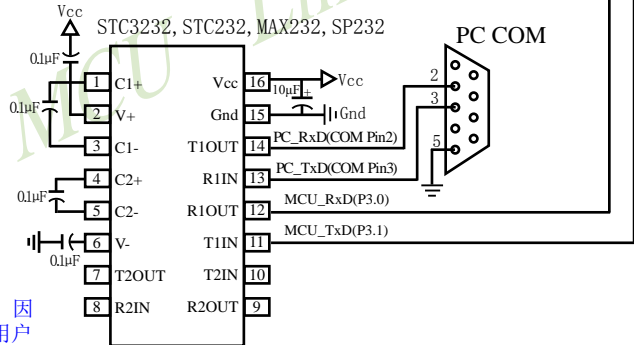 Vcc
STC3232, STC232, MAX232, SP232
PC COM
MCU Lim
0.1μF
0.1μF
1 C1+
2 V+
3 C1-
4 C2+
5 C2-
6 V-
7 T2OUT
8 R2IN
0.1μF
0.1μF
Vcc 16
Gnd 15
T1OUT 14
R1IN 13
R1OUT 12
T1IN 11
T2IN 10
R2OUT 9
Vcc
10μF +
Gnd
PC_RxD(COM Pin2)
PC_TxD(COM Pin3)
MCU_RxD(P3.0)
MCU_TxD(P3.1)
2
3
5
因
用户